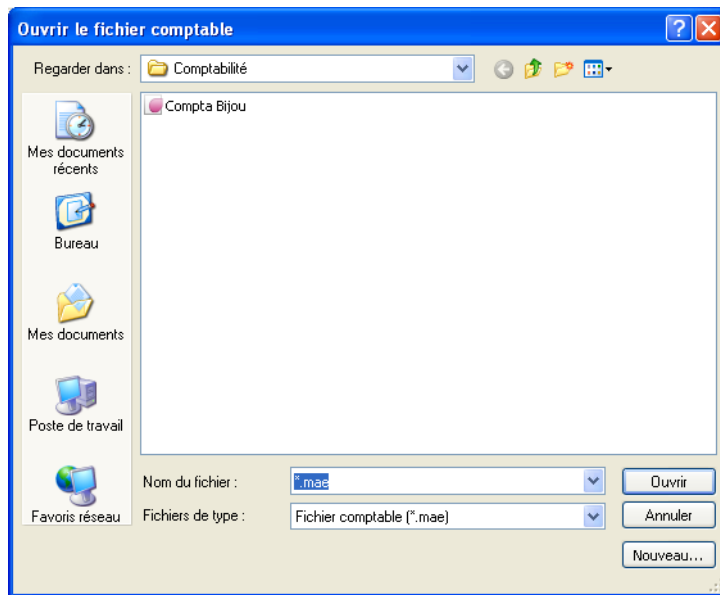 Ouvrir le fichier comptable
Regarder dans :
Comptabilité
Compta Bijou
Mes documents
récents
Bureau
Mes documents
Poste de travail
Favoris réseau
Nom du fichier :
*.mae
Ouvrir
Fichiers de type :
Fichier comptable (*.mae)
Annuler
Nouveau...